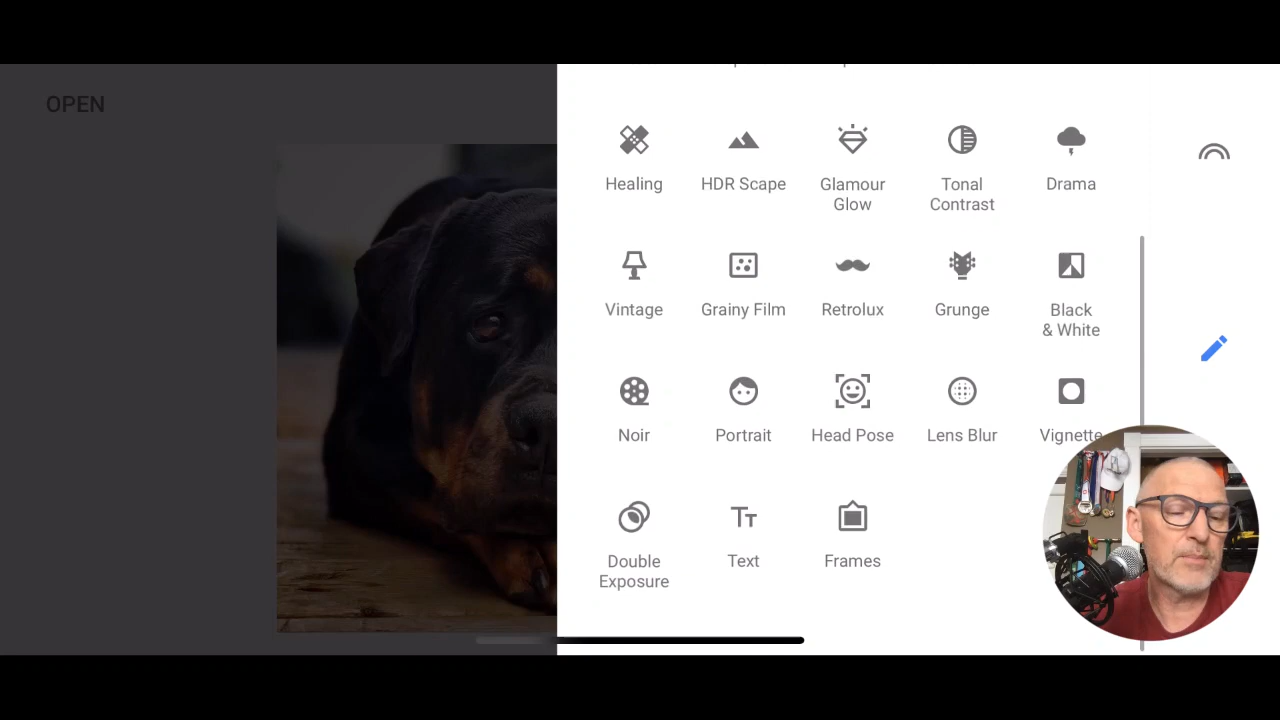 OPEN
Healing
HDR Scape
Glamour
Glow
Tonal
Contrast
Drama
Vintage
Grainy Film
Retrolux
Grunge
Black
& White
Noir
Portrait
Head Pose
Lens Blur
Vignette
Double
Exposure
Text
Frames